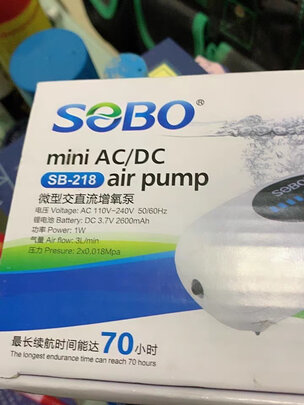 SOBO®
mini AC/DC
SB-218 air pump
微型交直流增氧泵
电压 Voltage: AC 110V-240V 50/60Hz
锂电池 Battery: DC 3.7V 2600mAh
功率 Power: 1W
气量 Air flow: 3L/min
压力 Presure: 2x0.018Mpa
最长续航时间能达70小时
The longest endurance time can reach 70 hours